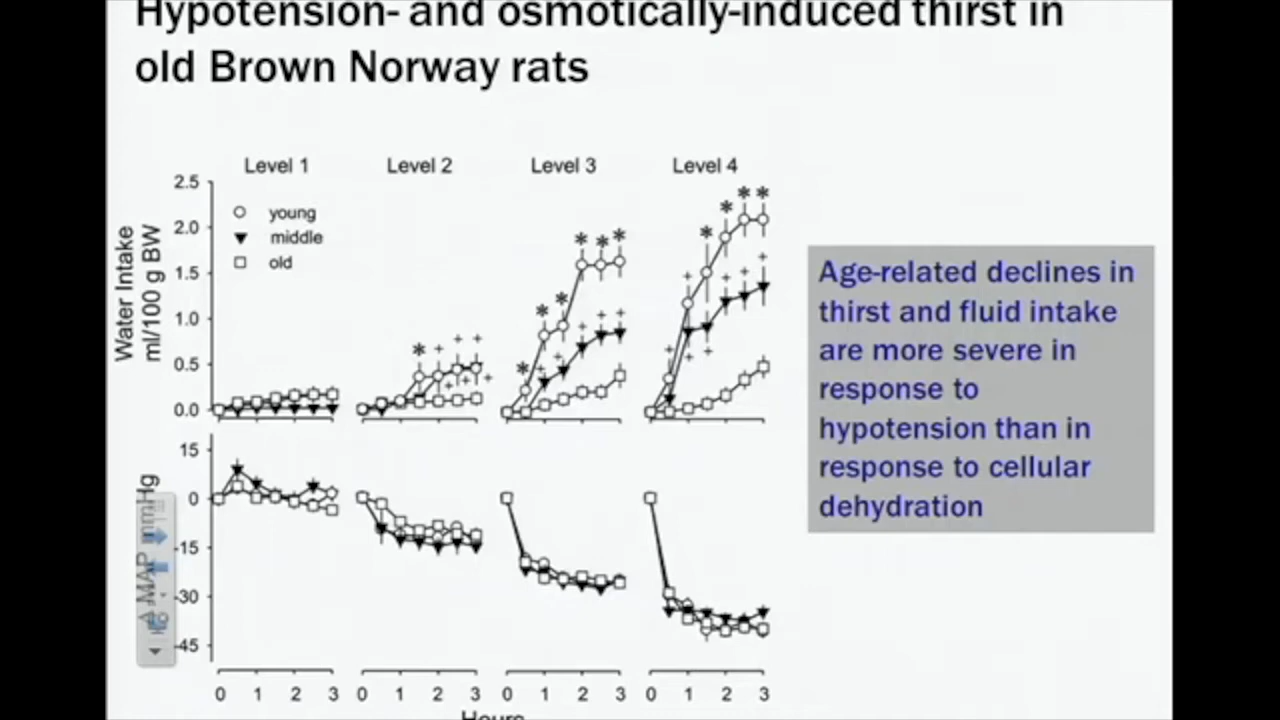 Hypotension- and osmotically-induced thirst in
old Brown Norway rats
Level 1 Level 2 Level 3 Level 4
Water Intake
ml/100 g BW
2.5
2.0
1.5
1.0
0.5
0.0
young
middle
old
Age-related declines in
thirst and fluid intake
are more severe in
response to
hypotension than in
response to cellular
dehydration
Δ MAP mmHg
15
0
-15
-30
-45
0 1 2 3 0 1 2 3 0 1 2 3 0 1 2 3
Hours